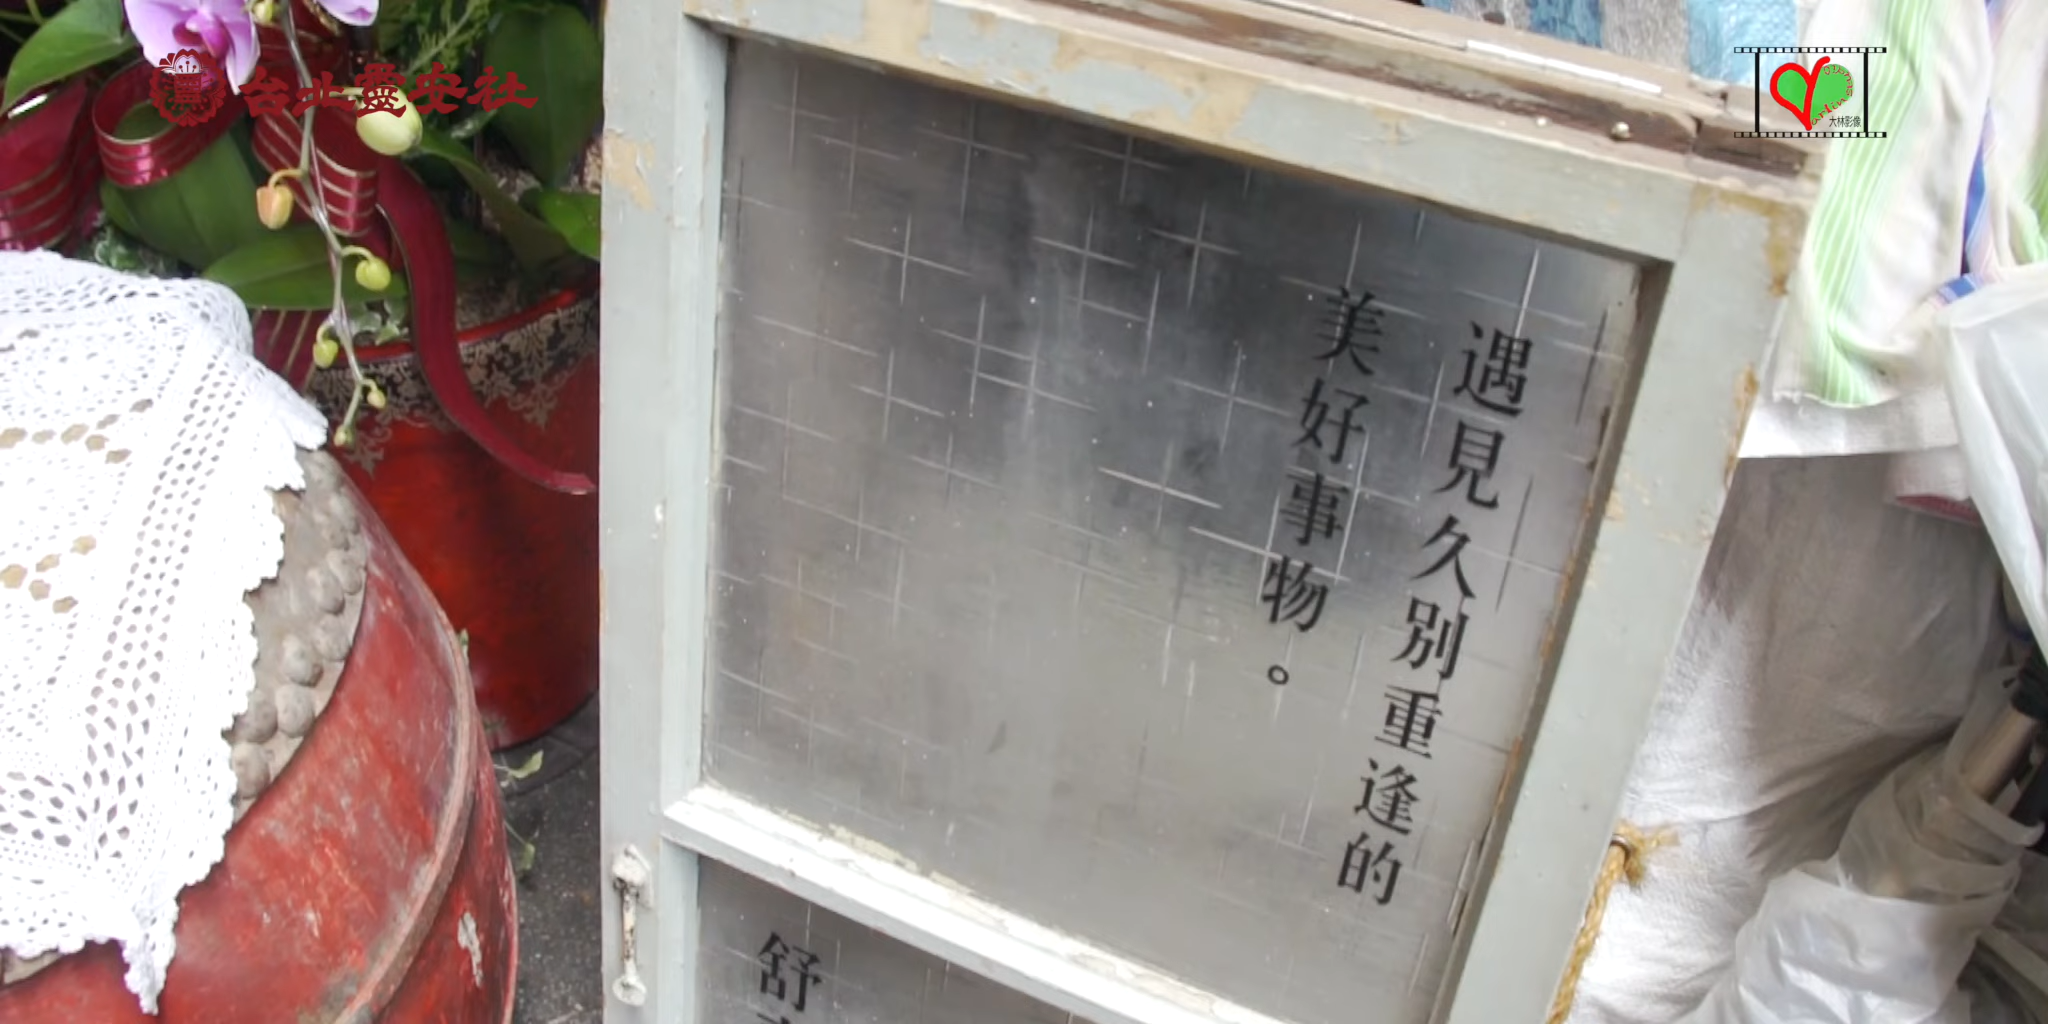 台北靈安社
大林影像
遇見久別重逢的
美好事物。
舒